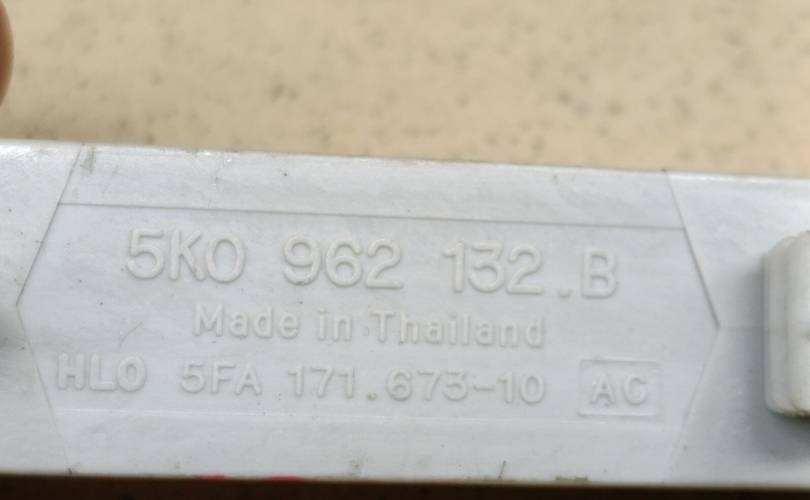 5K0 962 132.B
Made in Thailand
HLO 5FA 171.673-10 AC